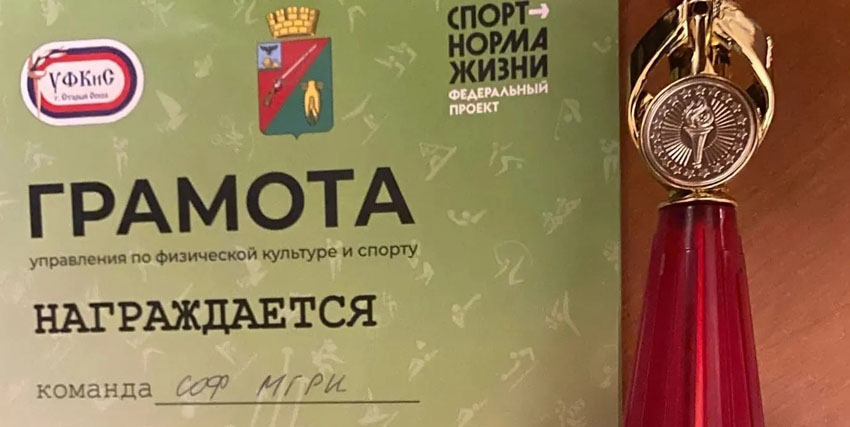 УФКиС
г. Старый Оскол
СПОРТ→
НОРМА
ЖИЗНИ
ФЕДЕРАЛЬНЫЙ
ПРОЕКТ
ГРАМОТА
управления по физической культуре и спорту
НАГРАЖДАЕТСЯ
команда СОФ МГРИ